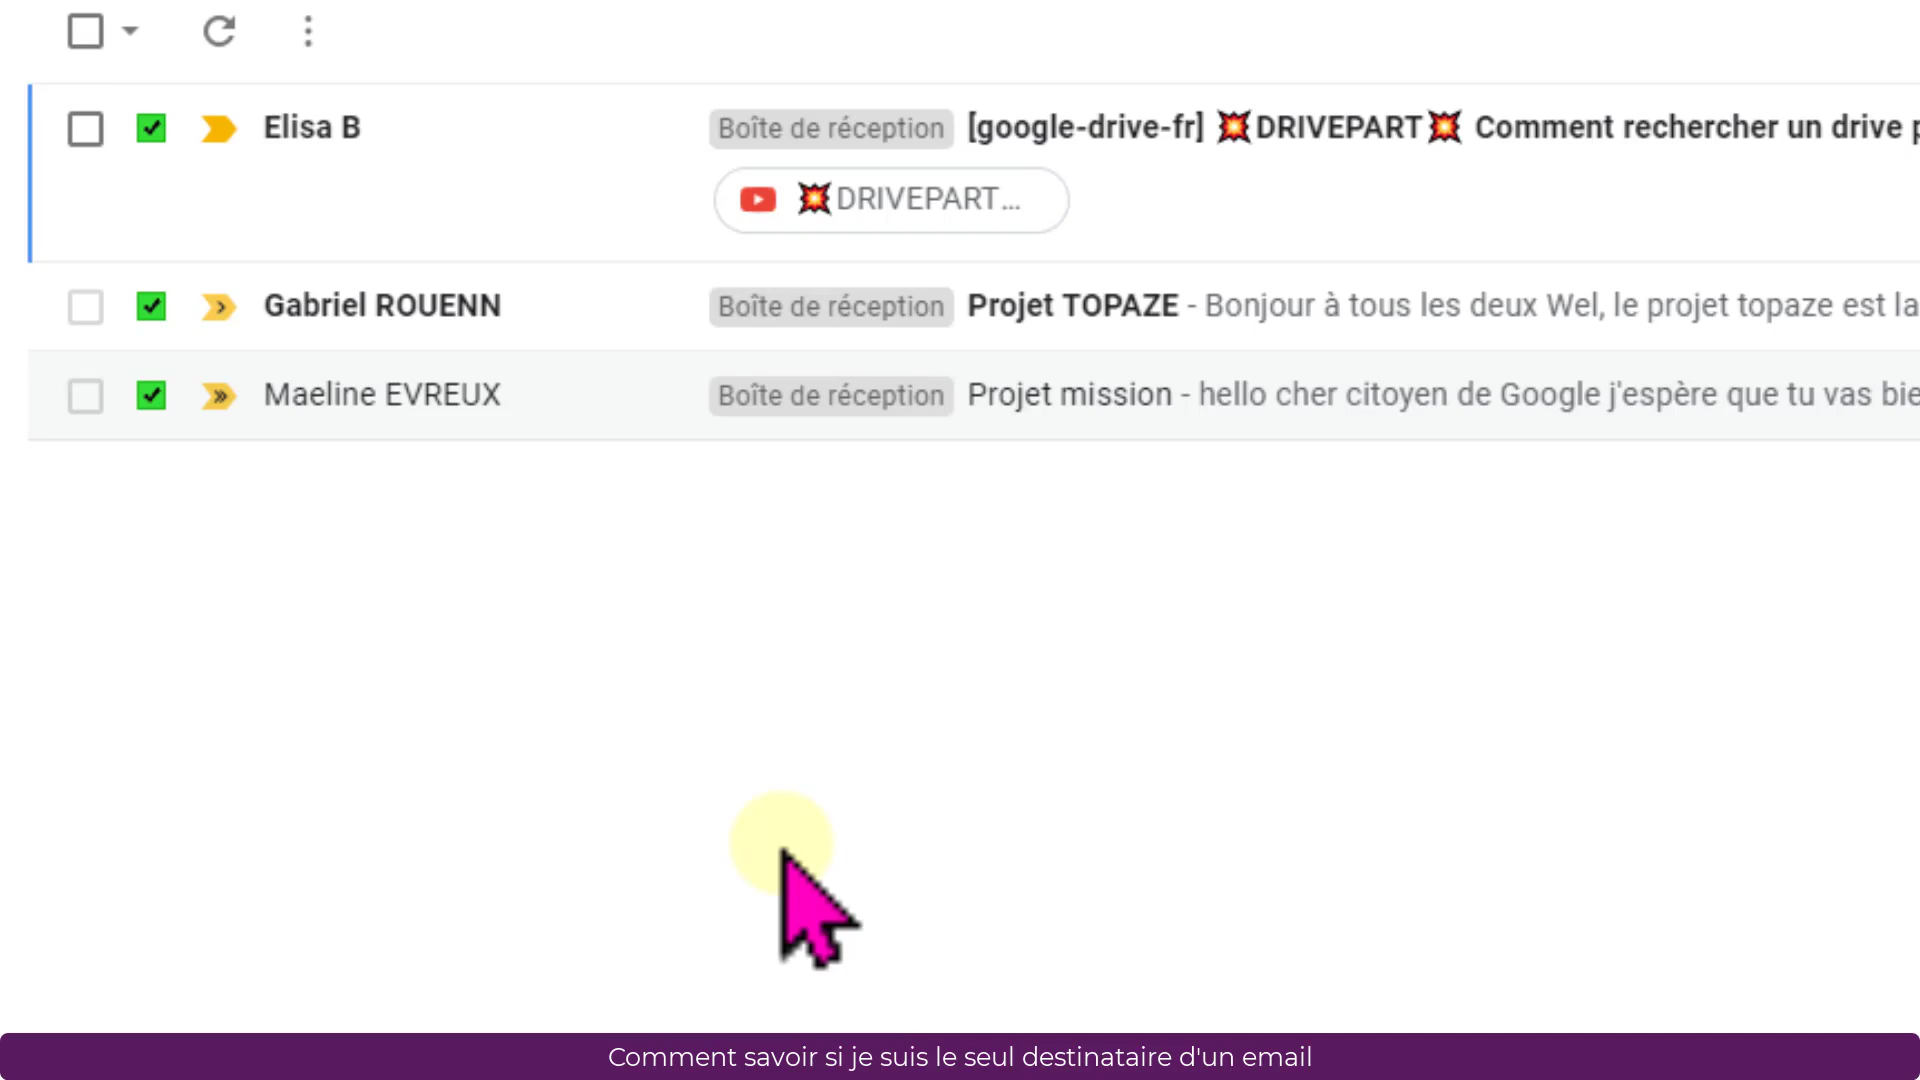 Elisa B Boîte de réception [google-drive-fr] 💥DRIVEPART💥 Comment rechercher un drive p
💥DRIVEPART...
Gabriel ROUENN Boîte de réception Projet TOPAZE - Bonjour à tous les deux Wel, le projet topaze est la
Maeline EVREUX Boîte de réception Projet mission - hello cher citoyen de Google j'espère que tu vas bie
Comment savoir si je suis le seul destinataire d'un email